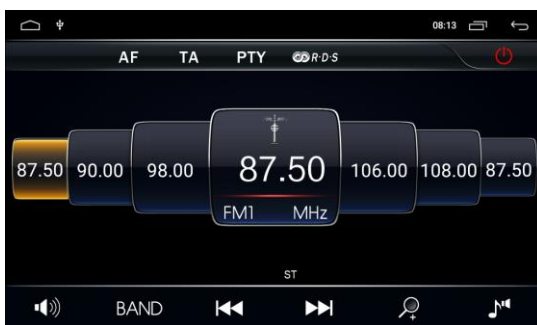 08:13
AF TA PTY R·D·S
87.50 90.00 98.00 87.50 106.00 108.00 87.50
FM1 MHz
ST
BAND